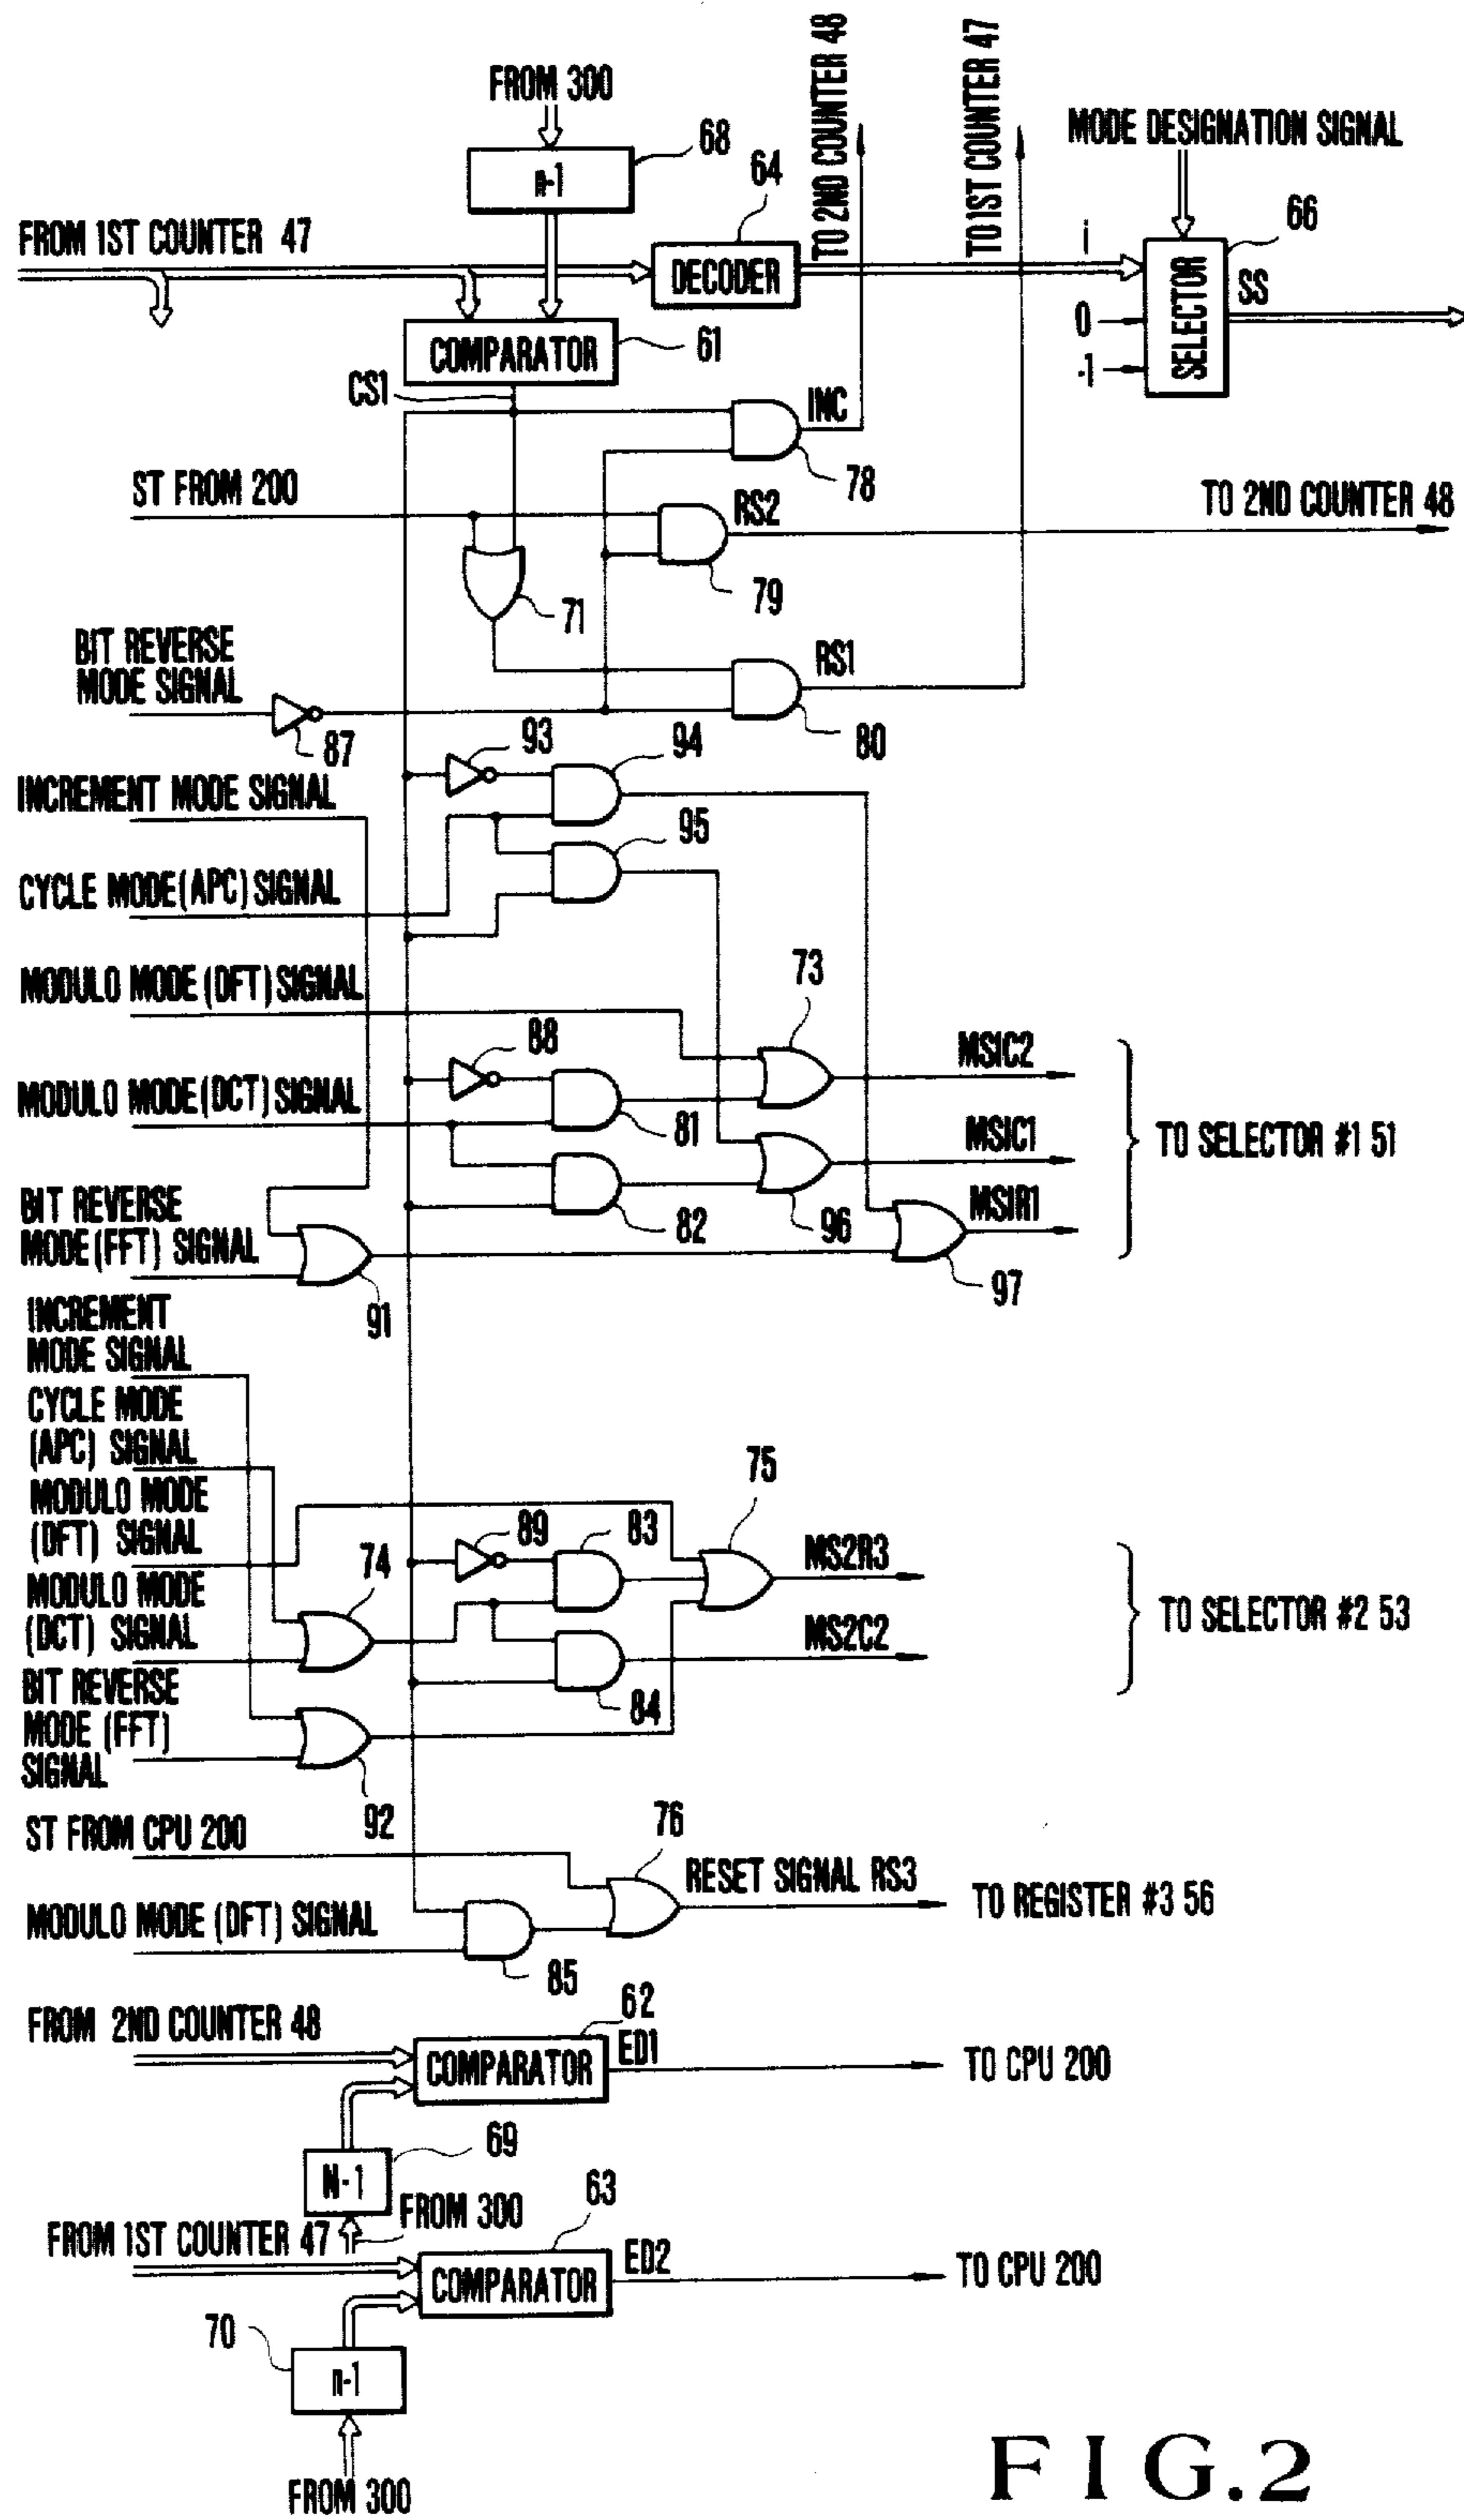 FROM 300
68
n-1
64
TO 2ND COUNTER 48
TO 1ST COUNTER 47
MODE DESIGNATION SIGNAL
66
FROM 1ST COUNTER 47
DECODER
i
0
-1
SELECTOR
SS
COMPARATOR
61
CS1
INC
78
ST FROM 200
RS2
TO 2ND COUNTER 48
79
71
BIT REVERSE
MODE SIGNAL
RS1
87
80
93
94
INCREMENT MODE SIGNAL
95
CYCLE MODE (APC) SIGNAL
MODULO MODE (DFT) SIGNAL
73
88
MSIC2
MODULO MODE (DCT) SIGNAL
81
MSIC1
TO SELECTOR #1 51
BIT REVERSE
MODE (FFT) SIGNAL
82
96
MSIR1
97
91
INCREMENT
MODE SIGNAL
CYCLE MODE
(APC) SIGNAL
MODULO MODE
(DFT) SIGNAL
75
89
83
74
MS2R3
MODULO MODE
(DCT) SIGNAL
MS2C2
TO SELECTOR #2 53
BIT REVERSE
MODE (FFT)
SIGNAL
84
92
ST FROM CPU 200
76
RESET SIGNAL RS3
TO REGISTER #3 56
MODULO MODE (DFT) SIGNAL
85
FROM 2ND COUNTER 48
62
COMPARATOR
ED1
TO CPU 200
69
N-1
FROM 300
63
FROM 1ST COUNTER 47
COMPARATOR
ED2
TO CPU 200
70
n-1
FROM 300
FIG.2